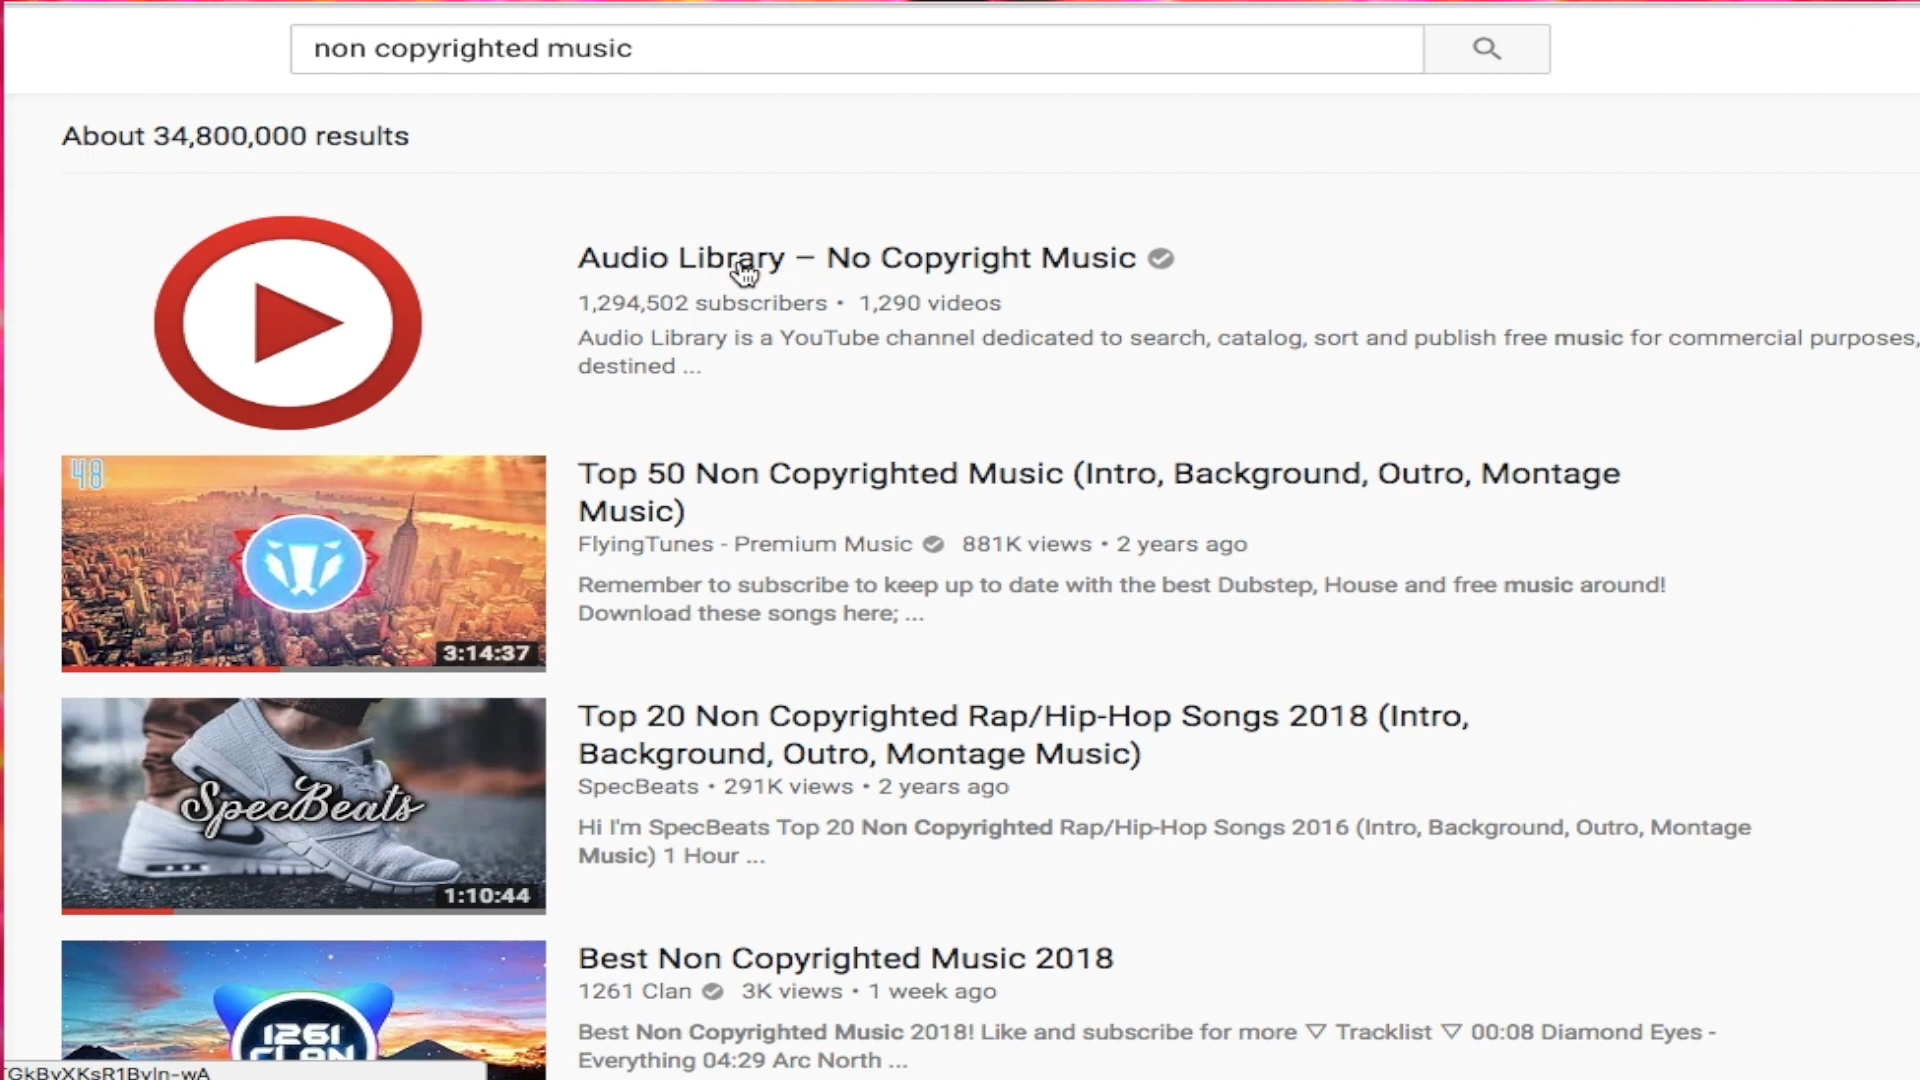 non copyrighted music
About 34,800,000 results
Audio Library – No Copyright Music
1,294,502 subscribers • 1,290 videos
Audio Library is a YouTube channel dedicated to search, catalog, sort and publish free music for commercial purposes,
destined ...
48
3:14:37
Top 50 Non Copyrighted Music (Intro, Background, Outro, Montage
Music)
FlyingTunes - Premium Music 881K views • 2 years ago
Remember to subscribe to keep up to date with the best Dubstep, House and free music around!
Download these songs here; ...
SpecBeats
1:10:44
Top 20 Non Copyrighted Rap/Hip-Hop Songs 2018 (Intro,
Background, Outro, Montage Music)
SpecBeats • 291K views • 2 years ago
Hi I'm SpecBeats Top 20 Non Copyrighted Rap/Hip-Hop Songs 2016 (Intro, Background, Outro, Montage
Music) 1 Hour ...
1261
CLAN
Best Non Copyrighted Music 2018
1261 Clan 3K views • 1 week ago
Best Non Copyrighted Music 2018! Like and subscribe for more ▽ Tracklist ▽ 00:08 Diamond Eyes -
Everything 04:29 Arc North ...